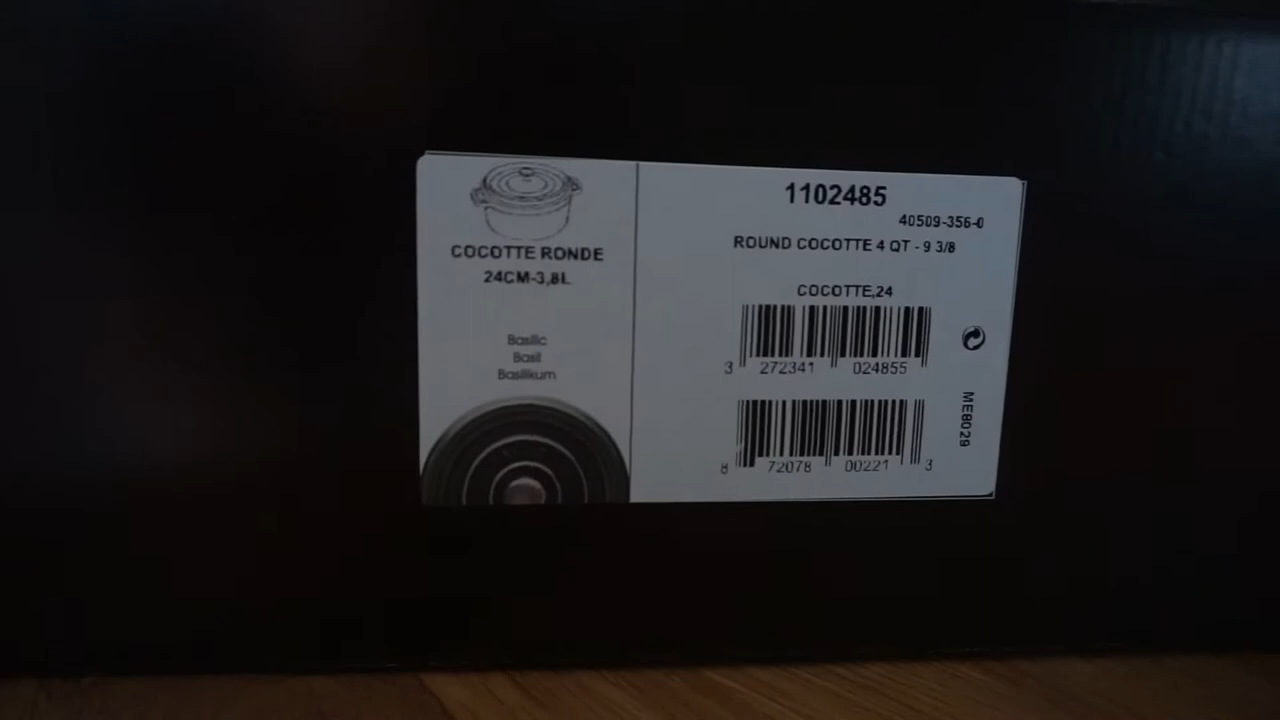 COCOTTE RONDE
24CM-3,8L
Basilic
Basil
Basilikum
1102485
40509-356-0
ROUND COCOTTE 4 QT - 9 3/8
COCOTTE,24
3 272341 024855
8 72078 00221 3
ME8029